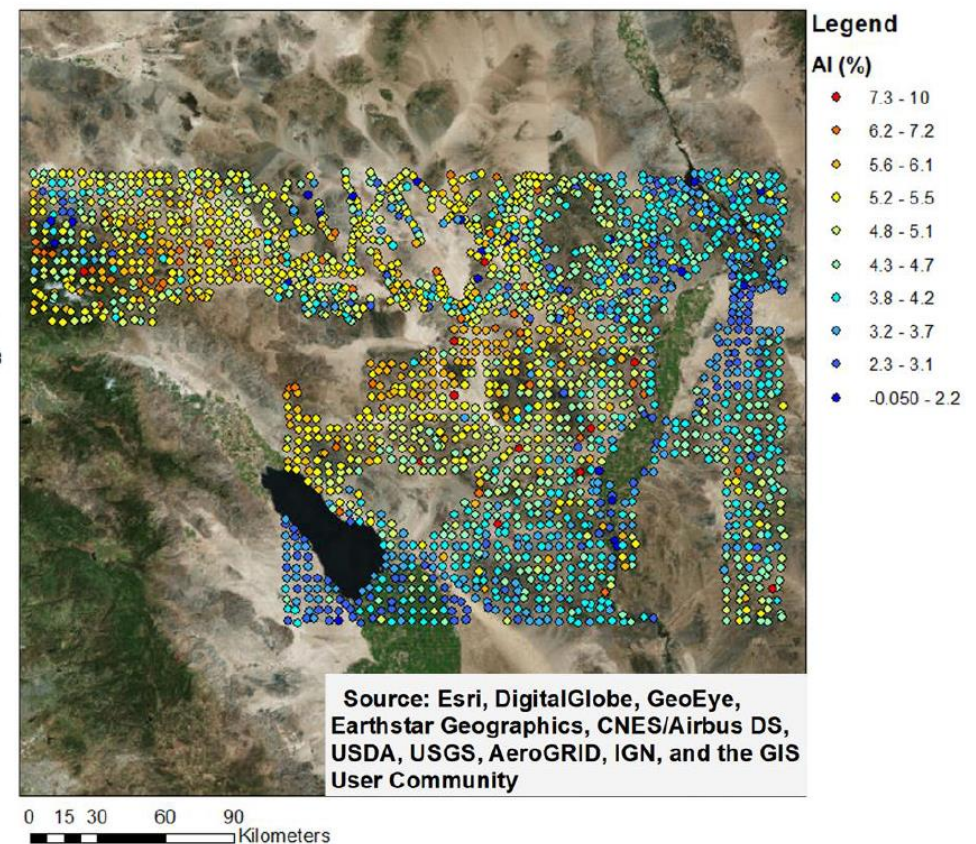 Legend
Al (%)
7.3 - 10
6.2 - 7.2
5.6 - 6.1
5.2 - 5.5
4.8 - 5.1
4.3 - 4.7
3.8 - 4.2
3.2 - 3.7
2.3 - 3.1
-0.050 - 2.2
Source: Esri, DigitalGlobe, GeoEye,
Earthstar Geographics, CNES/Airbus DS,
USDA, USGS, AeroGRID, IGN, and the GIS
User Community
0 15 30 60 90
Kilometers